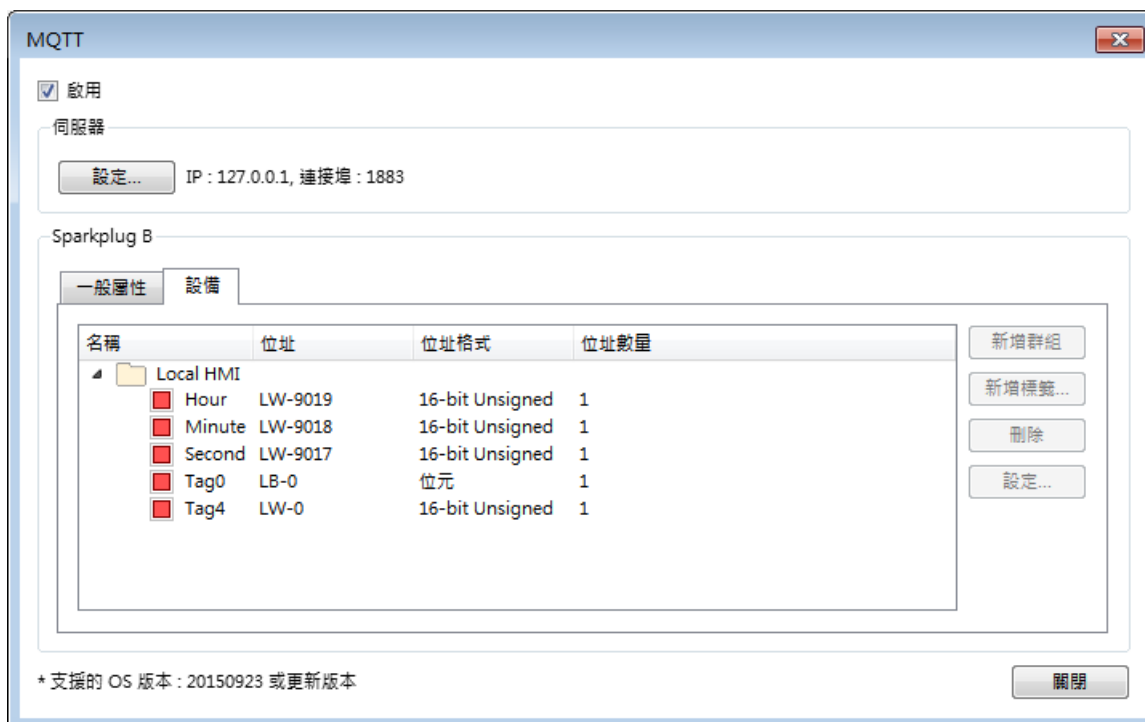 MQTT
啟用
伺服器
設定... IP : 127.0.0.1, 連接埠 : 1883
Sparkplug B
一般屬性 設備
名稱 位址 位址格式 位址數量
Local HMI
Hour LW-9019 16-bit Unsigned 1
Minute LW-9018 16-bit Unsigned 1
Second LW-9017 16-bit Unsigned 1
Tag0 LB-0 位元 1
Tag4 LW-0 16-bit Unsigned 1
新增群組
新增標籤...
刪除
設定...
* 支援的 OS 版本 : 20150923 或更新版本
關閉